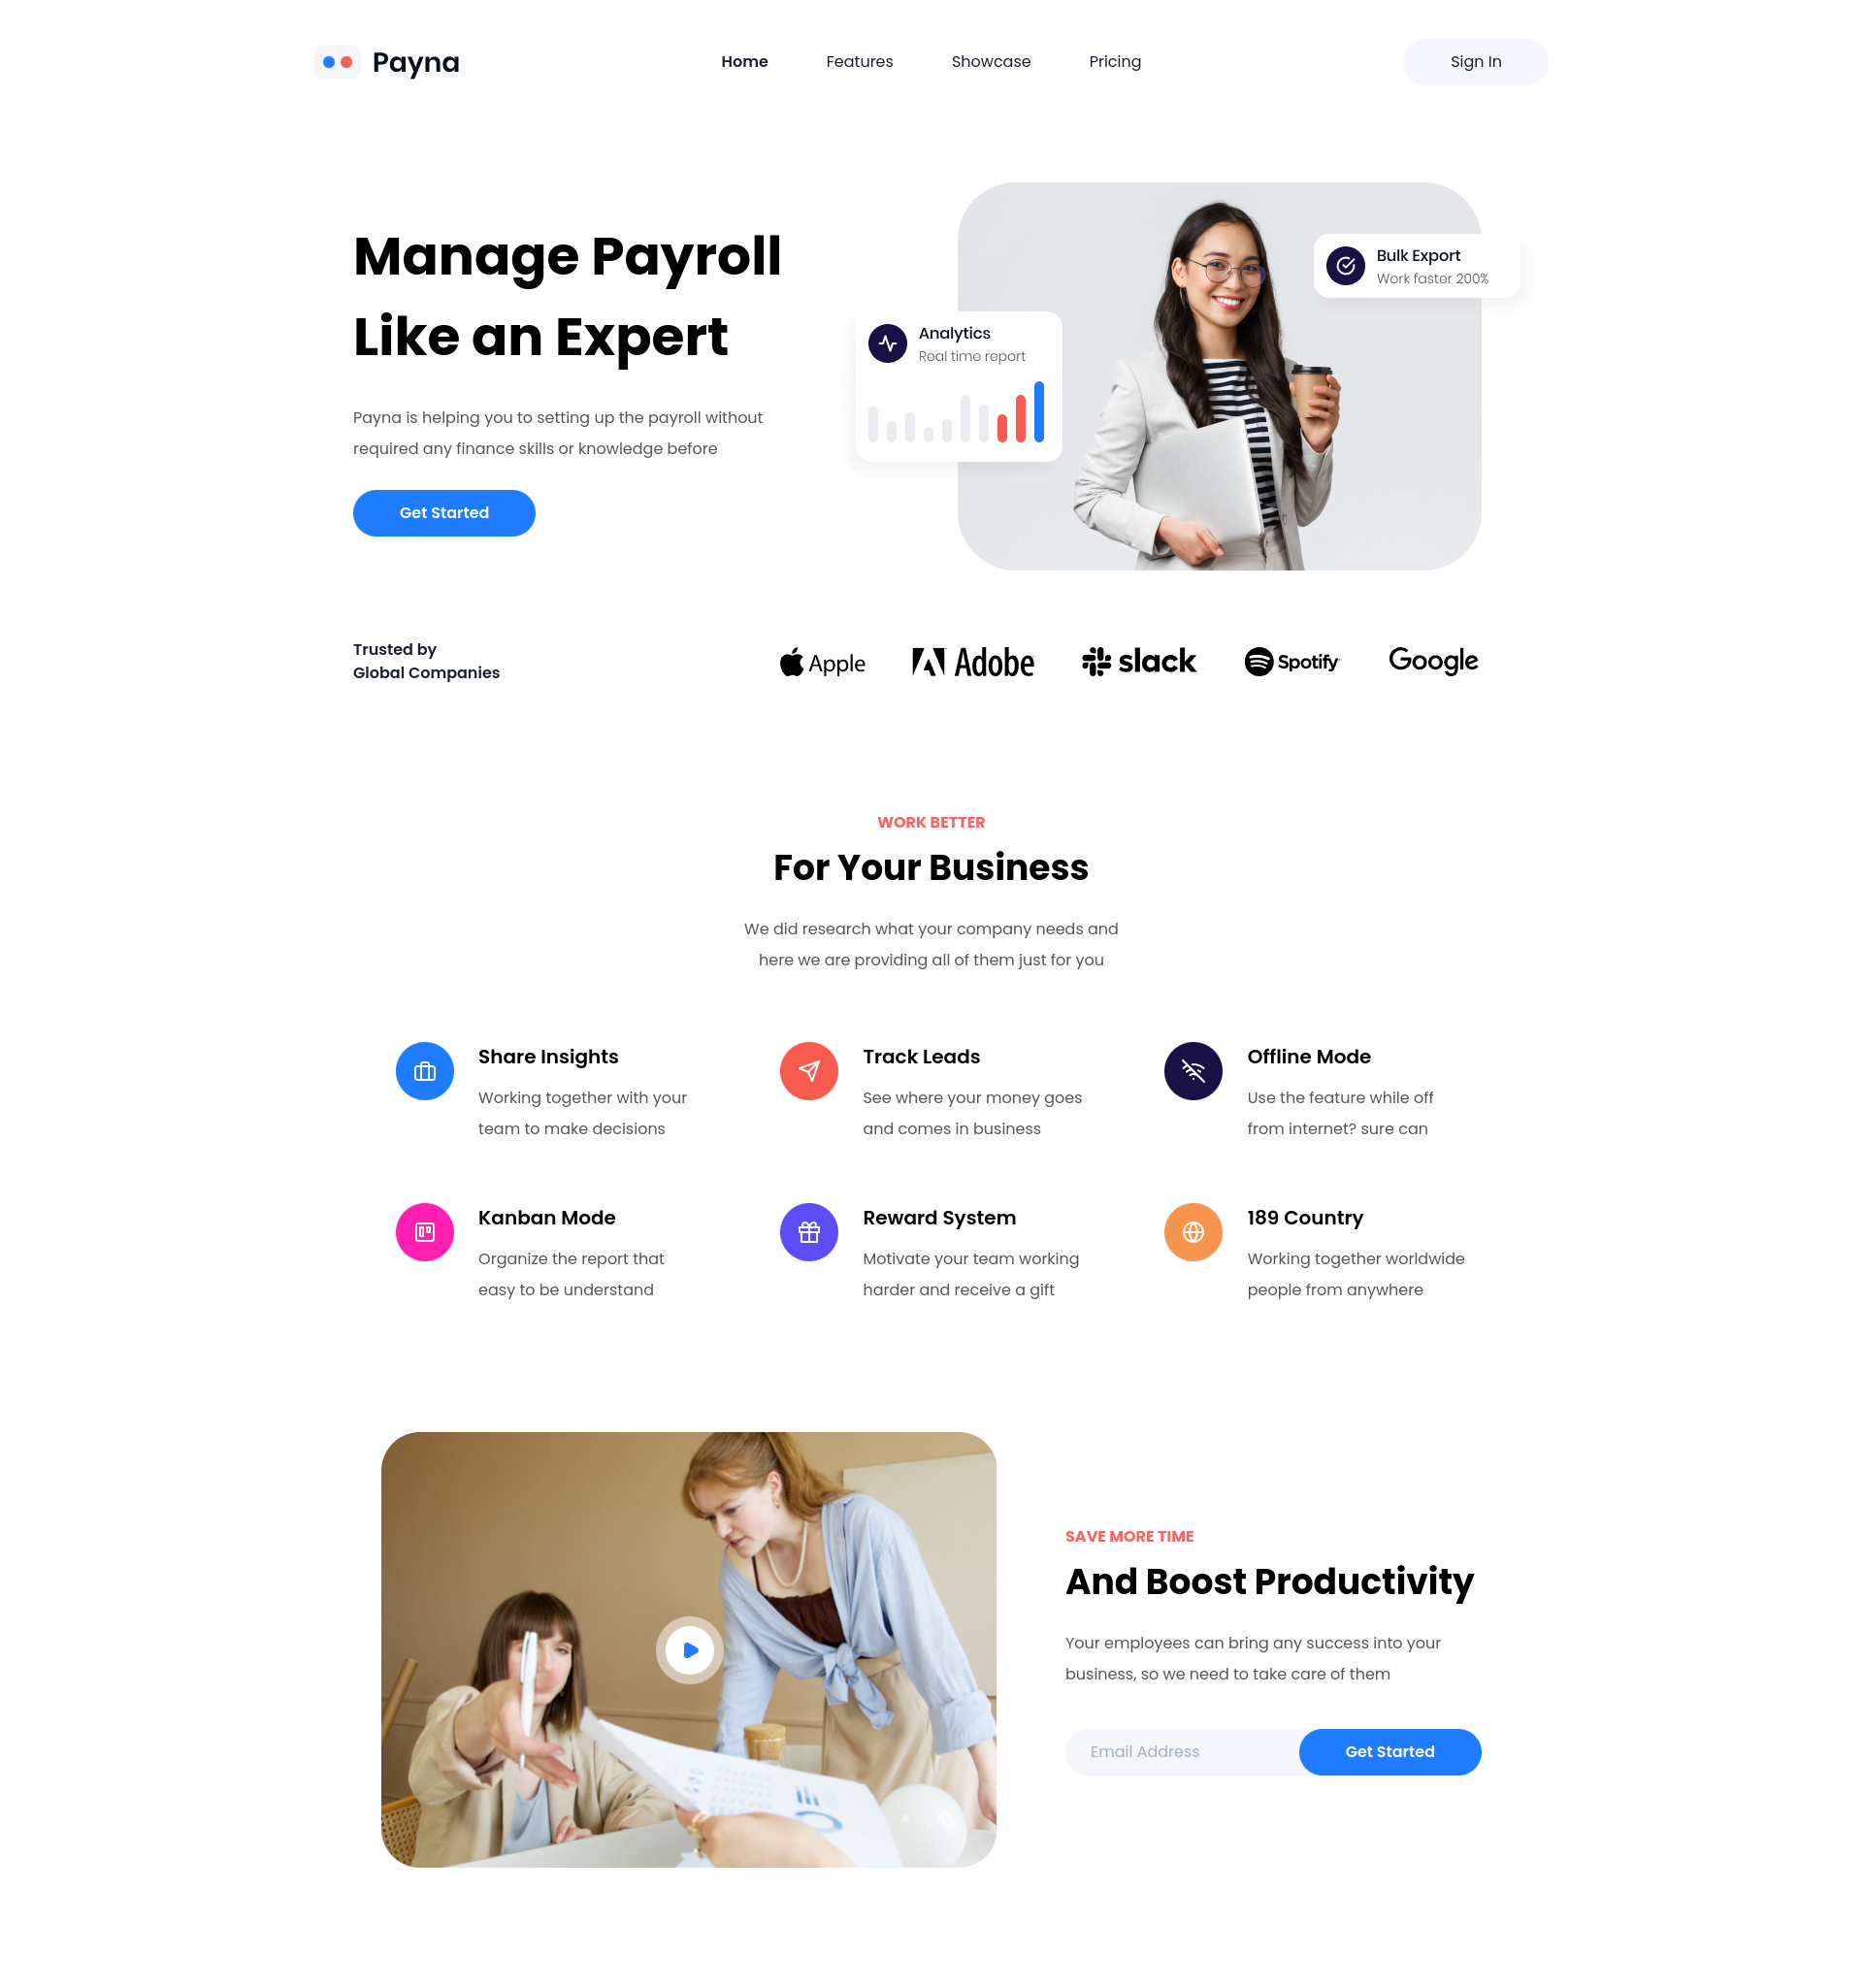 Payna
Home
Features
Showcase
Pricing
Sign In
Manage Payroll
Like an Expert
Payna is helping you to setting up the payroll without
required any finance skills or knowledge before
Get Started
Bulk Export
Work faster 200%
Analytics
Real time report
Trusted by
Global Companies
Apple
Adobe
slack
Spotify
Google
WORK BETTER
For Your Business
We did research what your company needs and
here we are providing all of them just for you
Share Insights
Working together with your
team to make decisions
Track Leads
See where your money goes
and comes in business
Offline Mode
Use the feature while off
from internet? sure can
Kanban Mode
Organize the report that
easy to be understand
Reward System
Motivate your team working
harder and receive a gift
189 Country
Working together worldwide
people from anywhere
SAVE MORE TIME
And Boost Productivity
Your employees can bring any success into your
business, so we need to take care of them
Email Address
Get Started